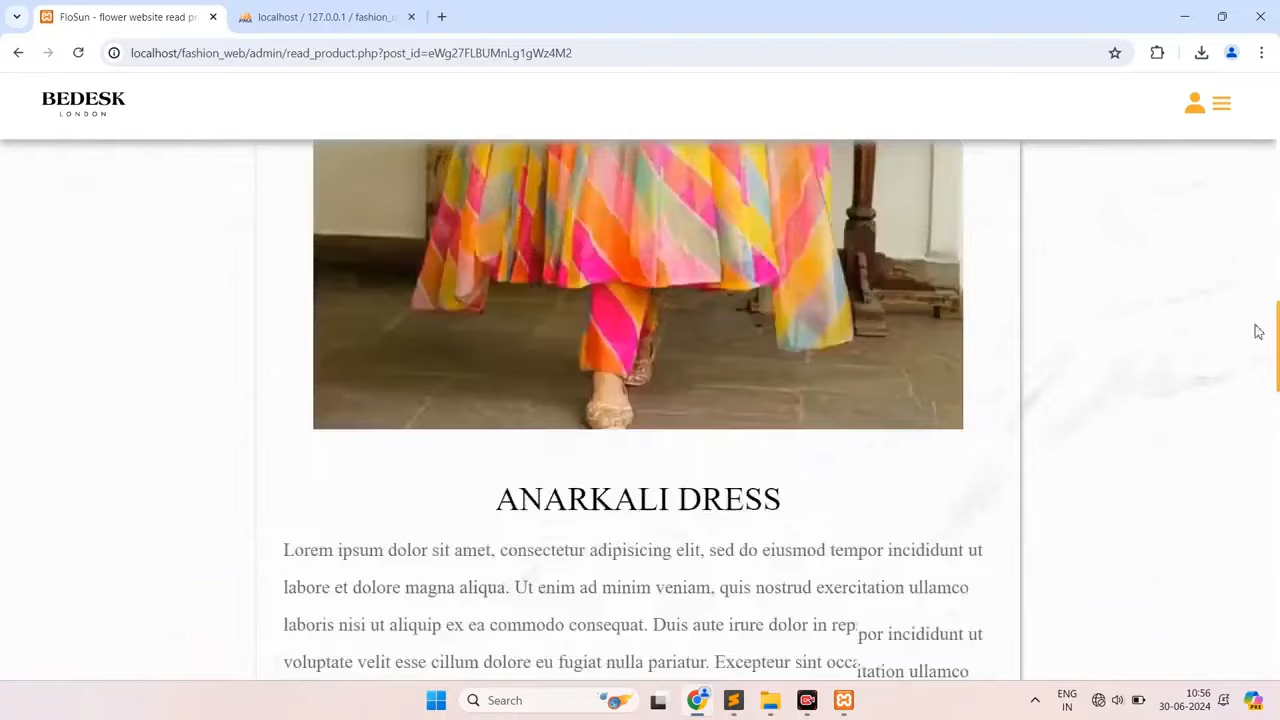 FloSun - flower website read pr
localhost / 127.0.0.1 / fashion_c
localhost/fashion_web/admin/read_product.php?post_id=eWg27FLBUMnLg1gWz4M2
BEDESK
LONDON
ANARKALI DRESS
Lorem ipsum dolor sit amet, consectetur adipisicing elit, sed do eiusmod tempor incididunt ut
labore et dolore magna aliqua. Ut enim ad minim veniam, quis nostrud exercitation ullamco
laboris nisi ut aliquip ex ea commodo consequat. Duis aute irure dolor in rep
por incididunt ut
voluptate velit esse cillum dolore eu fugiat nulla pariatur. Excepteur sint occa
itation ullamco
Search
ENG
IN
10:56
30-06-2024